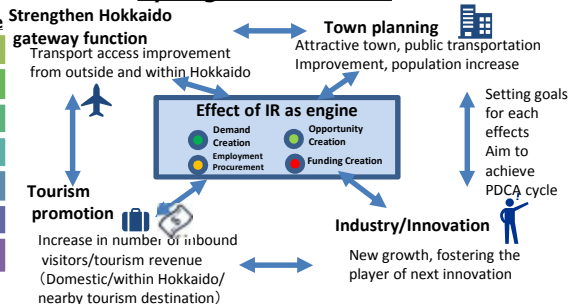 Strengthen Hokkaido
gateway function
Transport access improvement
from outside and within Hokkaido
Town planning
Attractive town, public transportation
Improvement, population increase
Effect of IR as engine
Demand
Creation
Opportunity
Creation
Employment
Procurement
Funding Creation
Setting goals
for each
effects
Aim to
achieve
PDCA cycle
Tourism
promotion
Increase in number of inbound
visitors/tourism revenue
(Domestic/within Hokkaido/
nearby tourism destination)
Industry/Innovation
New growth, fostering the
player of next innovation